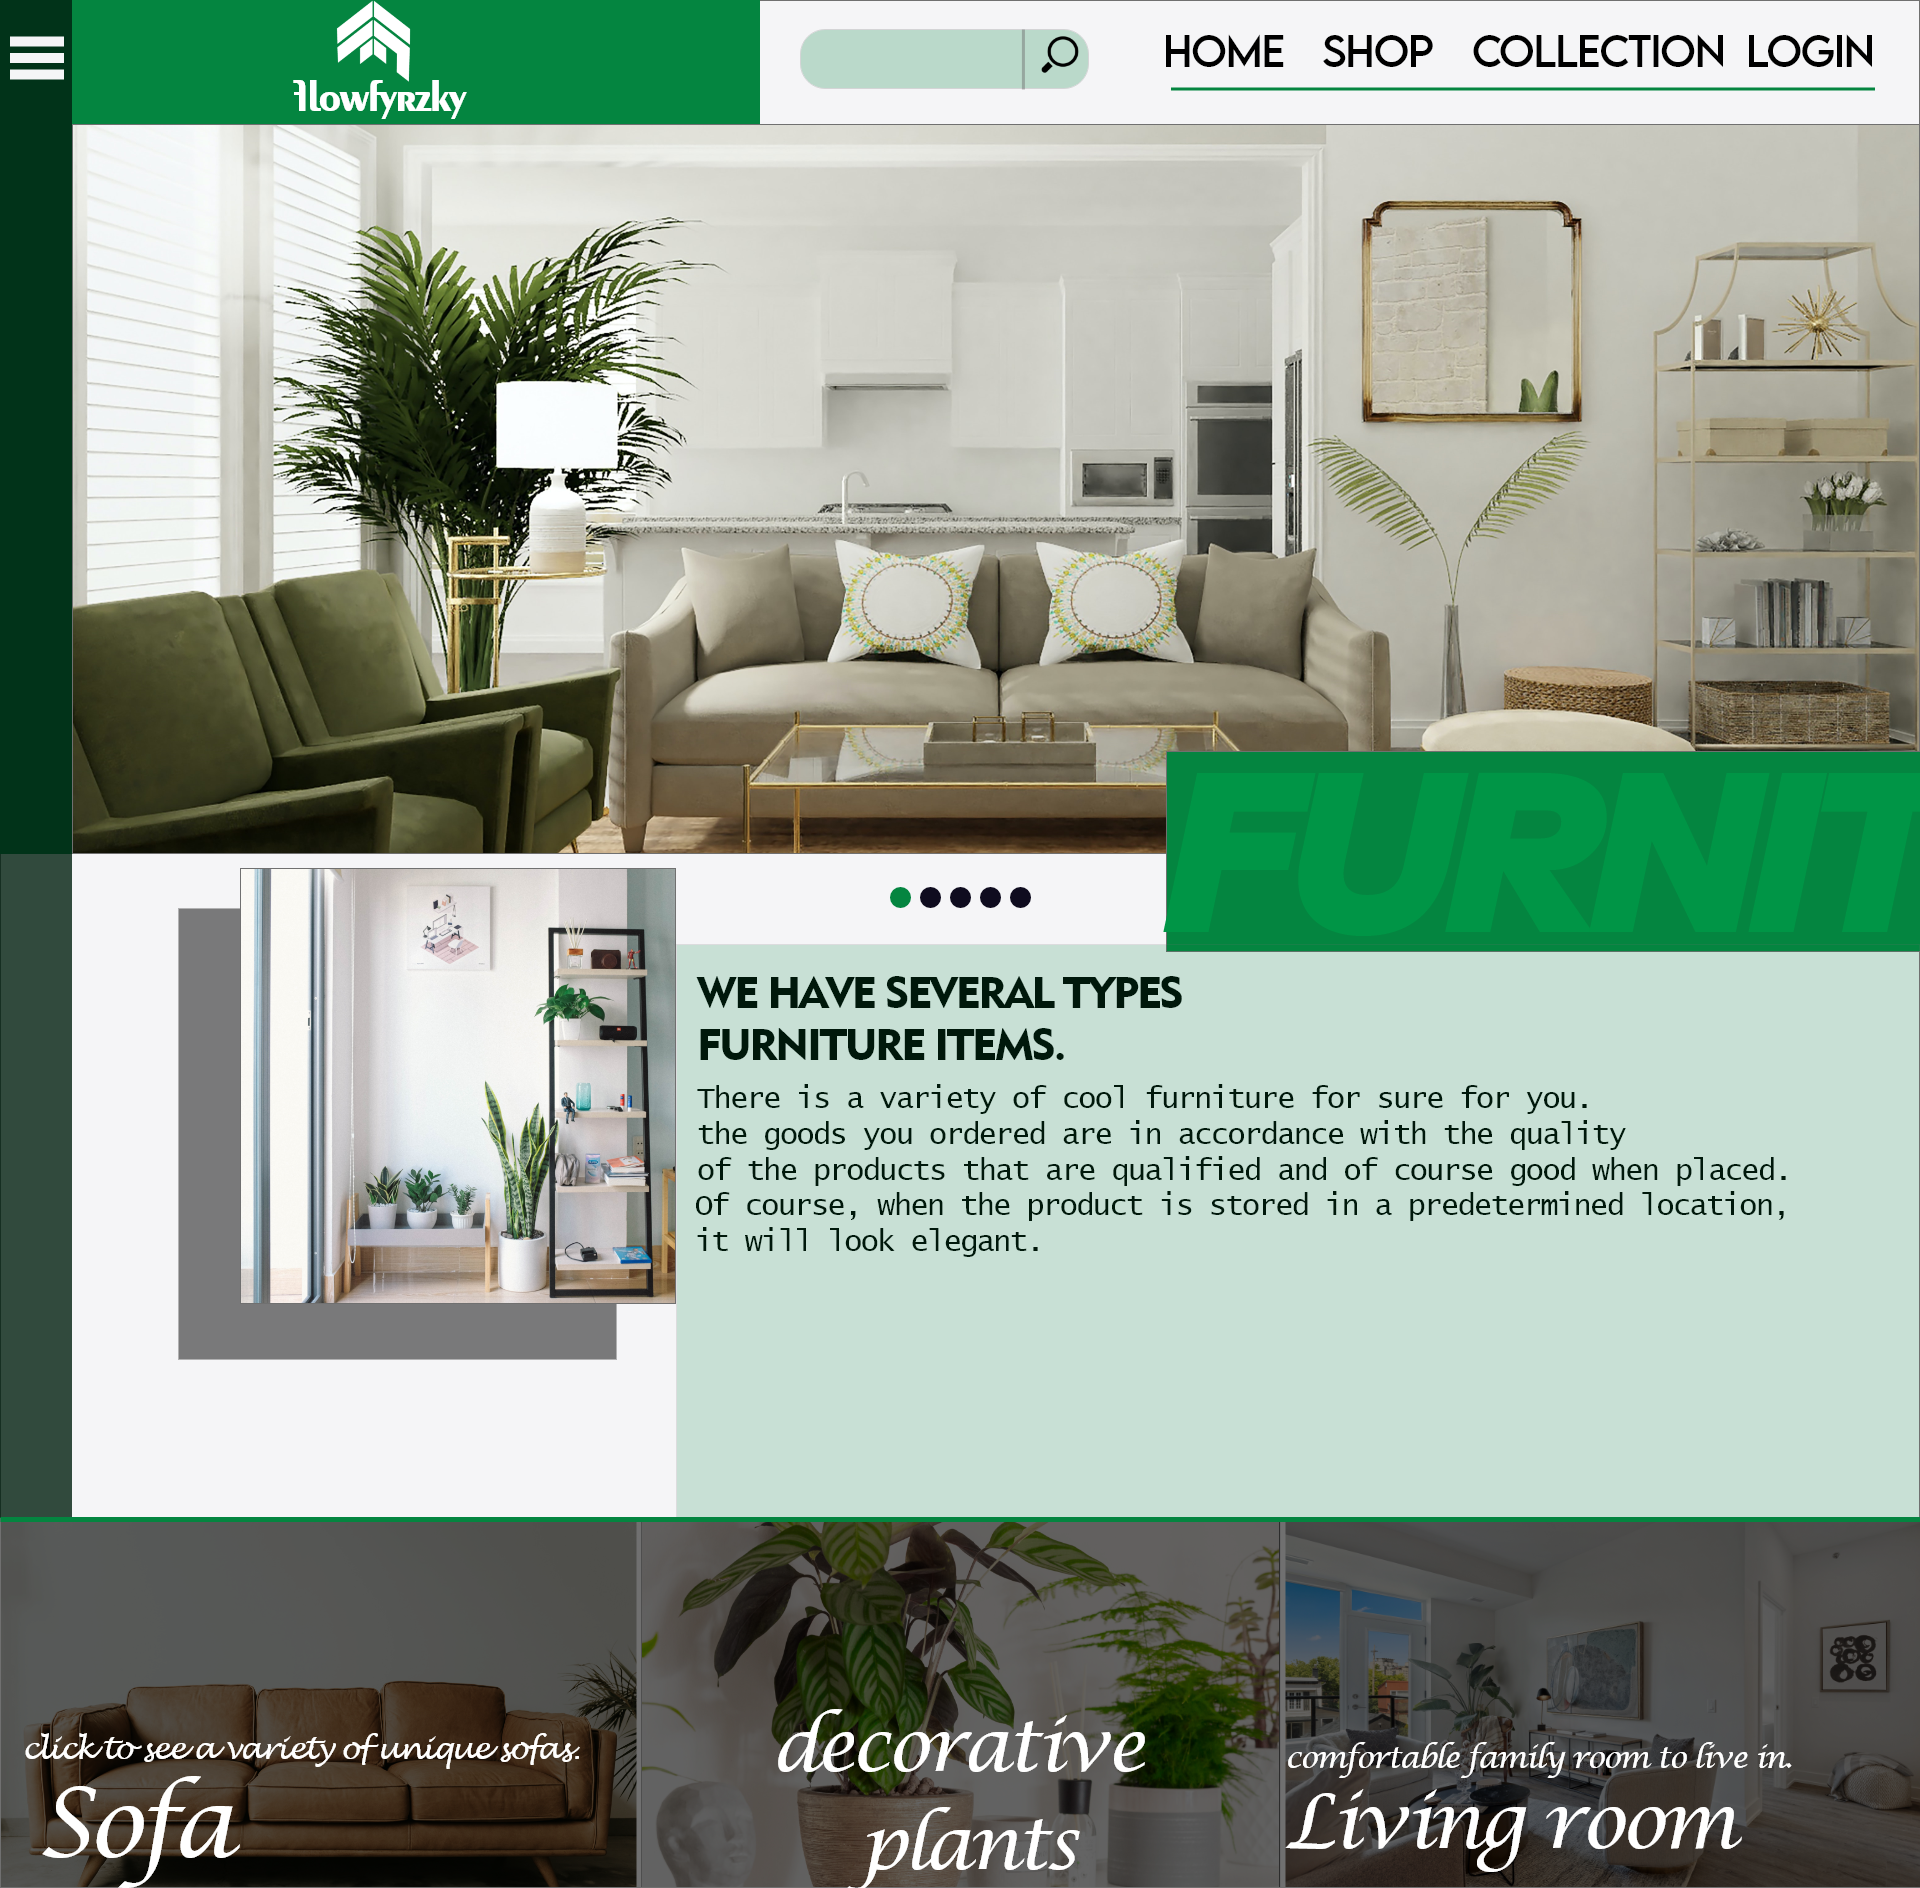 Ilowfyrzky
HOME SHOP COLLECTION LOGIN
FURNIT
WE HAVE SEVERAL TYPES
FURNITURE ITEMS.
There is a variety of cool furniture for sure for you.
the goods you ordered are in accordance with the quality
of the products that are qualified and of course good when placed.
Of course, when the product is stored in a predetermined location,
it will look elegant.
click to see a variety of unique sofas.
Sofa
decorative
plants
comfortable family room to live in.
Living room